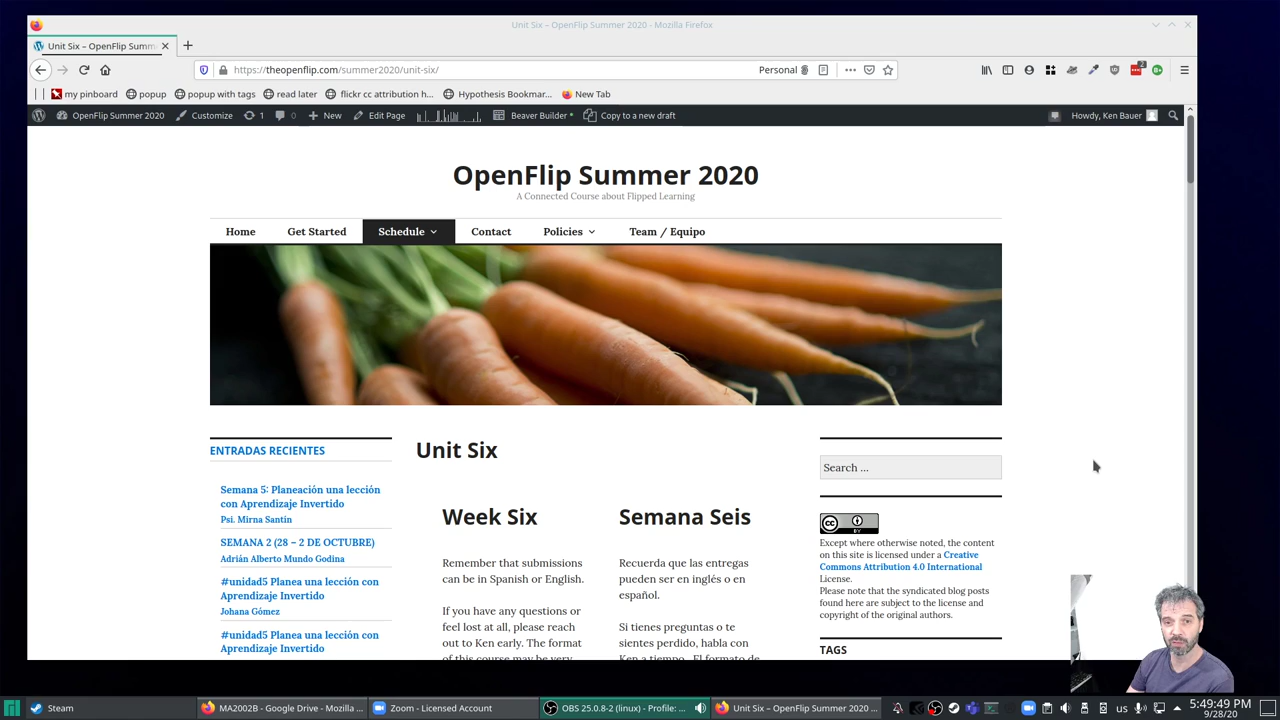 Unit Six – OpenFlip Summer 2020 - Mozilla Firefox
Unit Six – OpenFlip Summ
https://theopenflip.com/summer2020/unit-six/
Personal
my pinboard
popup
popup with tags
read later
flickr cc attribution h...
Hypothesis Bookmar...
New Tab
OpenFlip Summer 2020
Customize
1
0
New
Edit Page
Beaver Builder
Copy to a new draft
Howdy, Ken Bauer
OpenFlip Summer 2020
A Connected Course about Flipped Learning
Home
Get Started
Schedule
Contact
Policies
Team / Equipo
ENTRADAS RECIENTES
Semana 5: Planeación una lección
con Aprendizaje Invertido
Psi. Mirna Santín
SEMANA 2 (28 – 2 DE OCTUBRE)
Adrián Alberto Mundo Godina
#unidad5 Planea una lección con
Aprendizaje Invertido
Johana Gómez
#unidad5 Planea una lección con
Aprendizaje Invertido
Unit Six
Week Six
Remember that submissions
can be in Spanish or English.
If you have any questions or
feel lost at all, please reach
out to Ken early. The format
of this course may be very
Semana Seis
Recuerda que las entregas
pueden ser en inglés o en
español.
Si tienes preguntas o te
sientes perdido, habla con
Ken a tiempo. El formato de
Search ...
cc
BY
Except where otherwise noted, the content
on this site is licensed under a Creative
Commons Attribution 4.0 International
License.
Please note that the syndicated blog posts
found here are subject to the license and
copyright of the original authors.
TAGS
Steam
MA2002B - Google Drive - Mozilla ...
Zoom - Licensed Account
OBS 25.0.8-2 (linux) - Profile: ...
Unit Six – OpenFlip Summer 2020 ...
us
5:49:49 PM
9/28/20